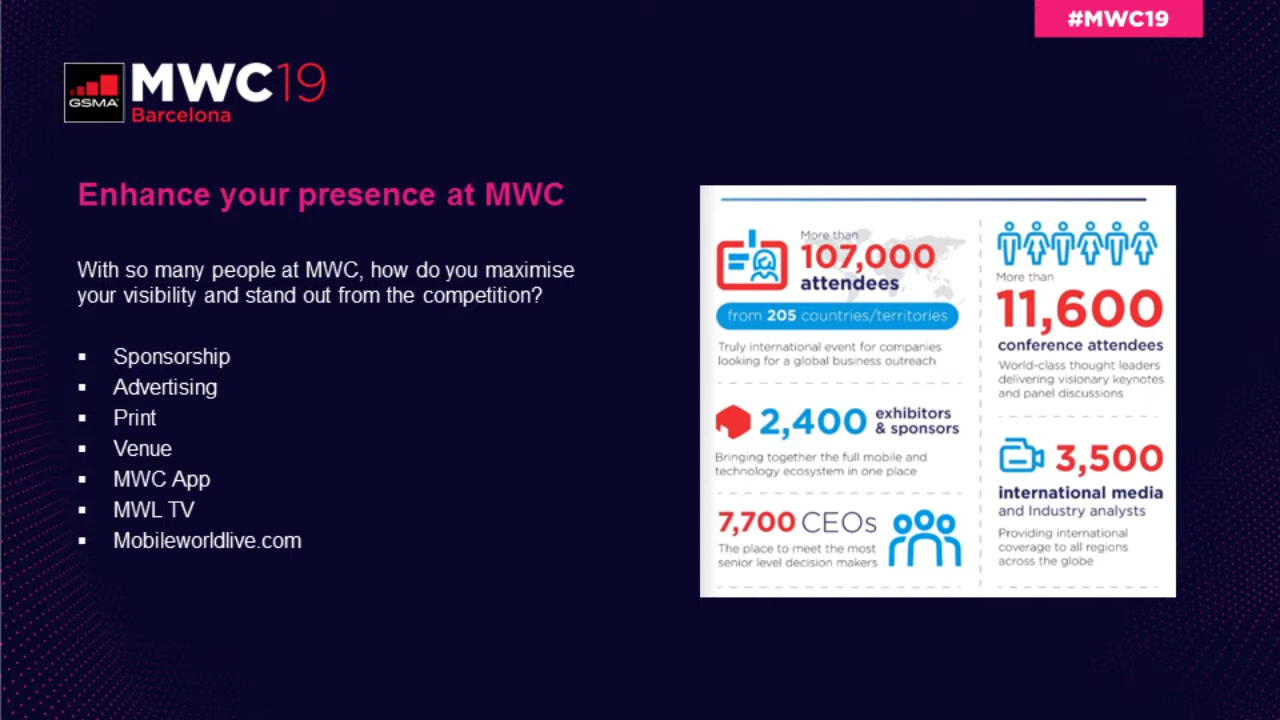 #MWC19
GSMA
MWC19
Barcelona
Enhance your presence at MWC
With so many people at MWC, how do you maximise
your visibility and stand out from the competition?
▪ Sponsorship
▪ Advertising
▪ Print
▪ Venue
▪ MWC App
▪ MWL TV
▪ Mobileworldlive.com
More than
107,000
attendees
from 205 countries/territories
Truly international event for companies
looking for a global business outreach
2,400 exhibitors
& sponsors
Bringing together the full mobile and
technology ecosystem in one place
7,700 CEOs
The place to meet the most
senior level decision makers
More than
11,600
conference attendees
World-class thought leaders
delivering visionary keynotes
and panel discussions
3,500
international media
and Industry analysts
Providing international
coverage to all regions
across the globe